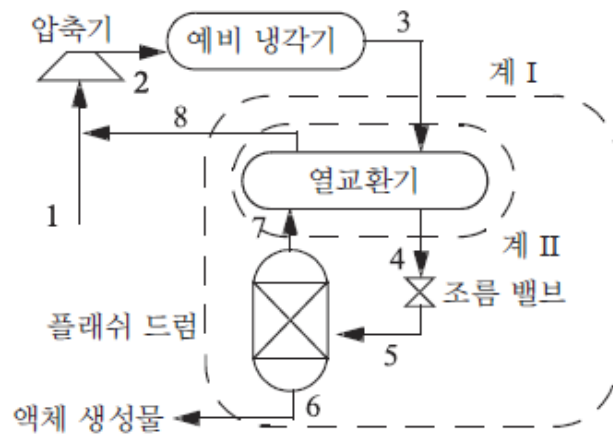 압축기
예비 냉각기
3
2
계 I
8
열교환기
1
7
4
계 II
조름 밸브
플래쉬 드럼
5
6
액체 생성물